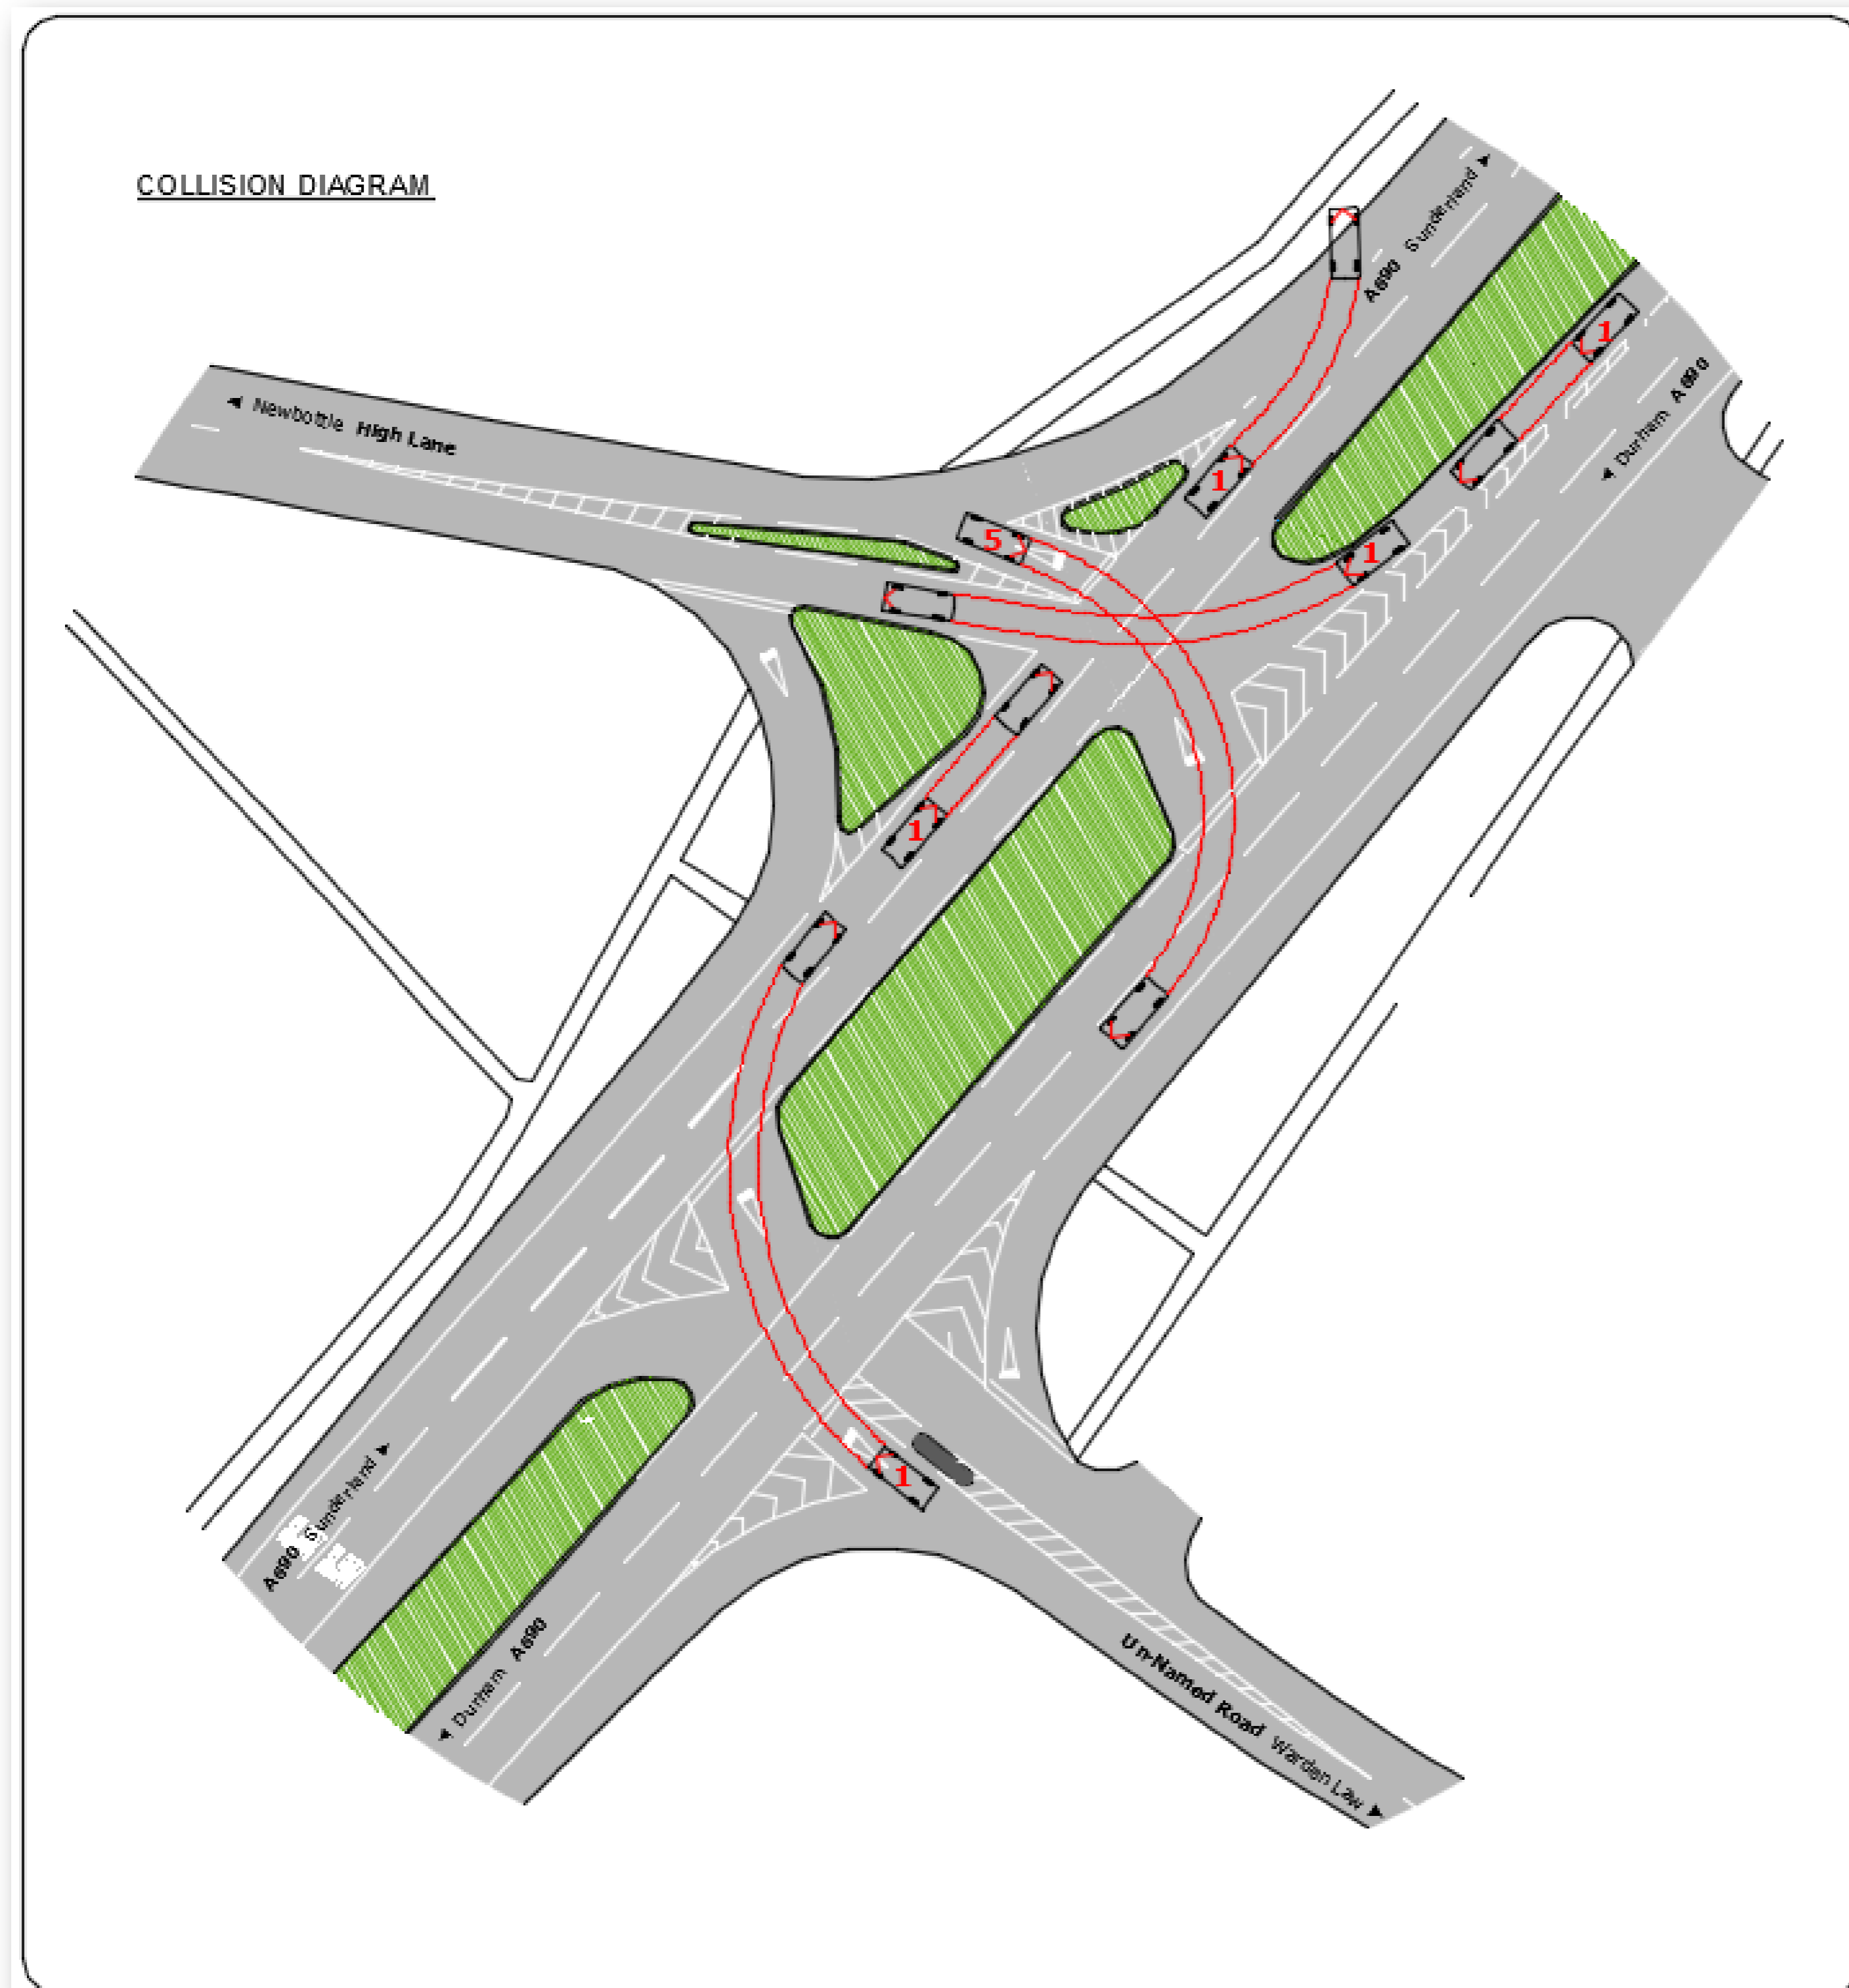 COLLISION DIAGRAM
A690 Sunderland
Durham A690
Newbottle High Lane
1
1
1
5
1
1
1
A690 Sunderland
Durham A690
Un-Named Road Warden Law